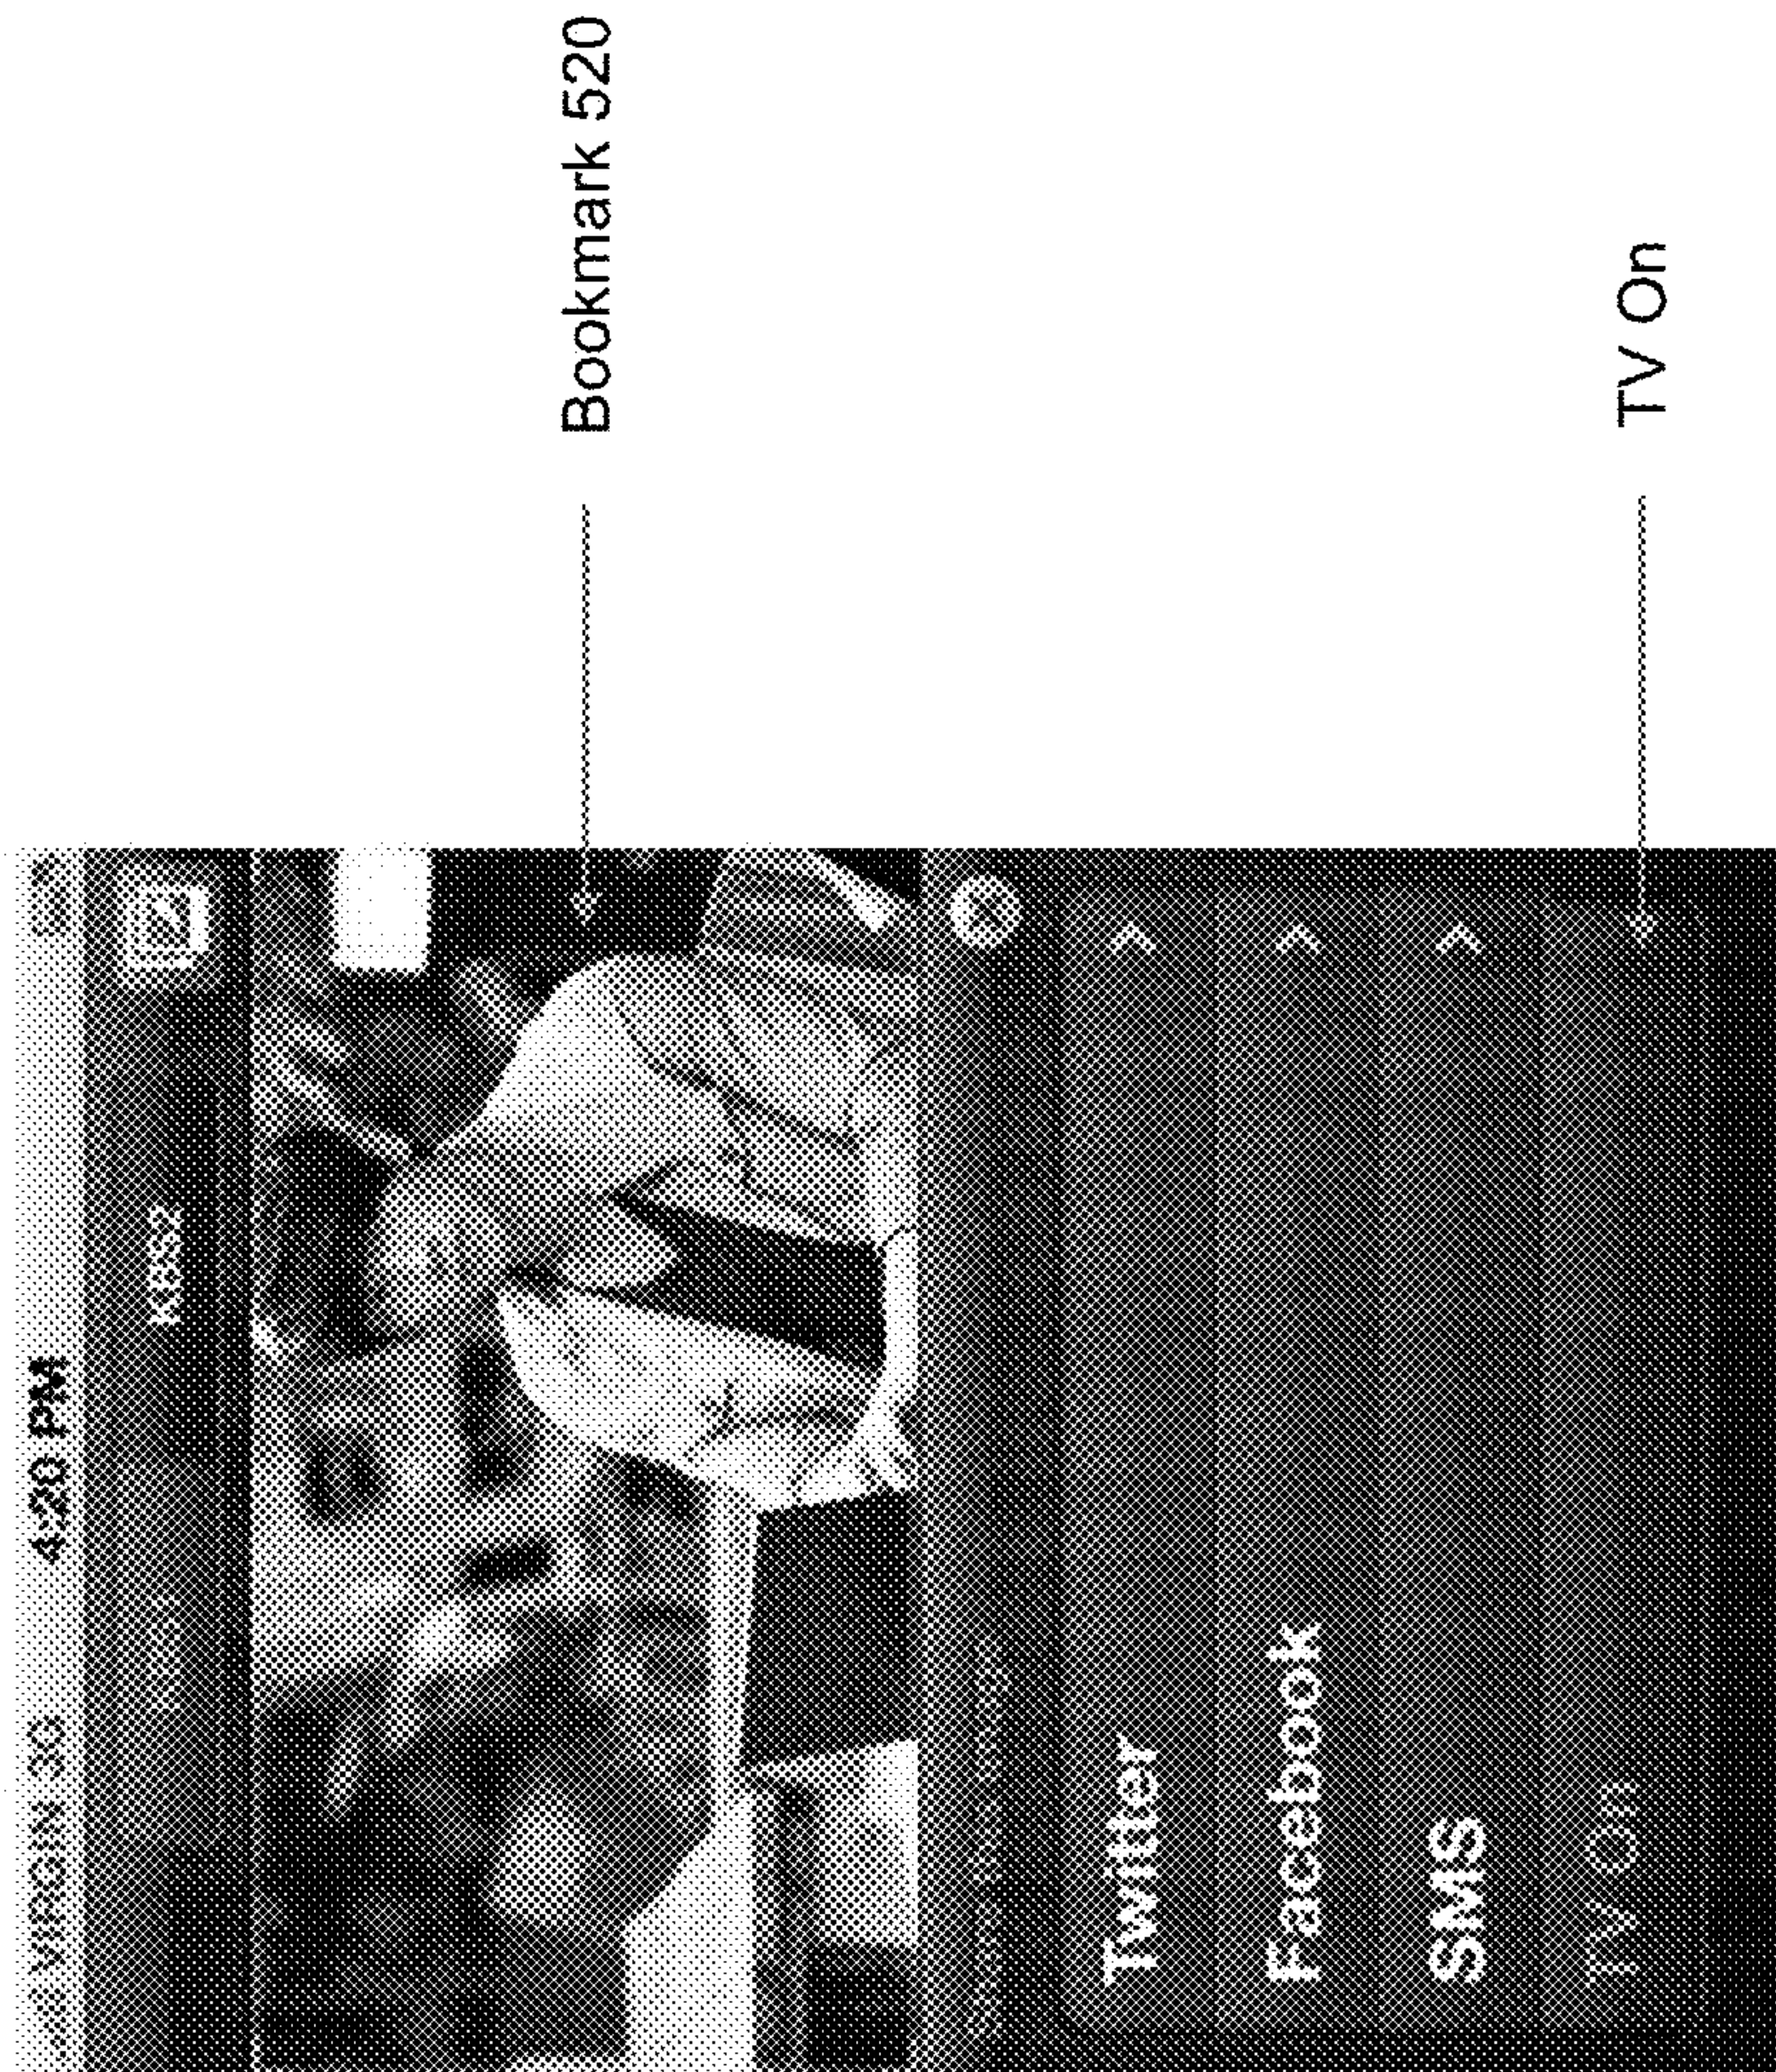 VIRGIN 3G 4:20 PM
KBS2
Bookmark 520
Twitter
Facebook
SMS
TV On
TV On